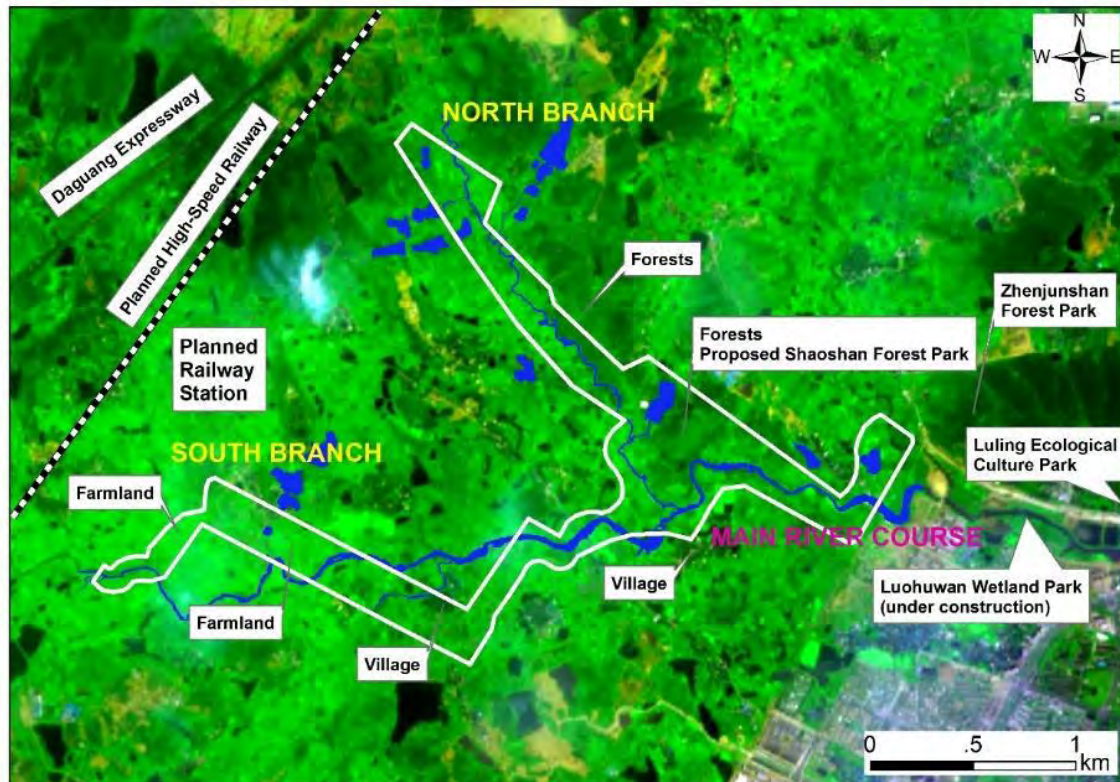 N
W E
S
NORTH BRANCH
Daguang Expressway
Planned High-Speed Railway
Forests
Zhenjunshan
Forest Park
Forests
Proposed Shaoshan Forest Park
Planned
Railway
Station
SOUTH BRANCH
Luling Ecological
Culture Park
Farmland
MAIN RIVER COURSE
Village
Luohuwan Wetland Park
(under construction)
Farmland
Village
0 .5 1
km